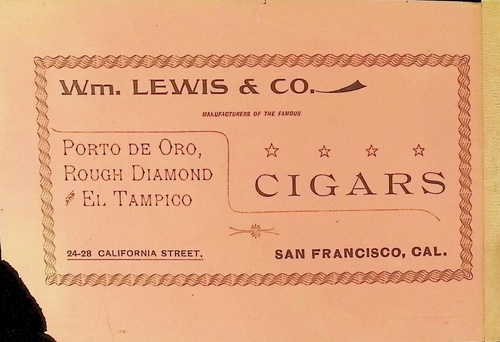 Wm. LEWIS & CO.
MANUFACTURERS OF THE FAMOUS
PORTO DE ORO,
ROUGH DIAMOND
AND EL TAMPICO
CIGARS
24-28 CALIFORNIA STREET,
SAN FRANCISCO, CAL.